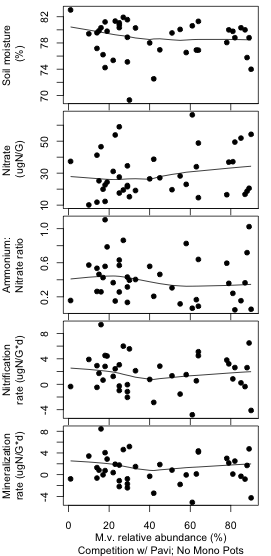 Soil moisture
(%)
70
74
78
82
Nitrate
(ugN/G)
10
30
50
Ammonium:
Nitrate ratio
0.2
0.6
1.0
Nitrification
rate (ugN/G*d)
-4
0
4
8
Mineralization
rate (ugN/G*d)
-4
0
4
8
0 20 40 60 80
M.v. relative abundance (%)
Competition w/ Pavi; No Mono Pots